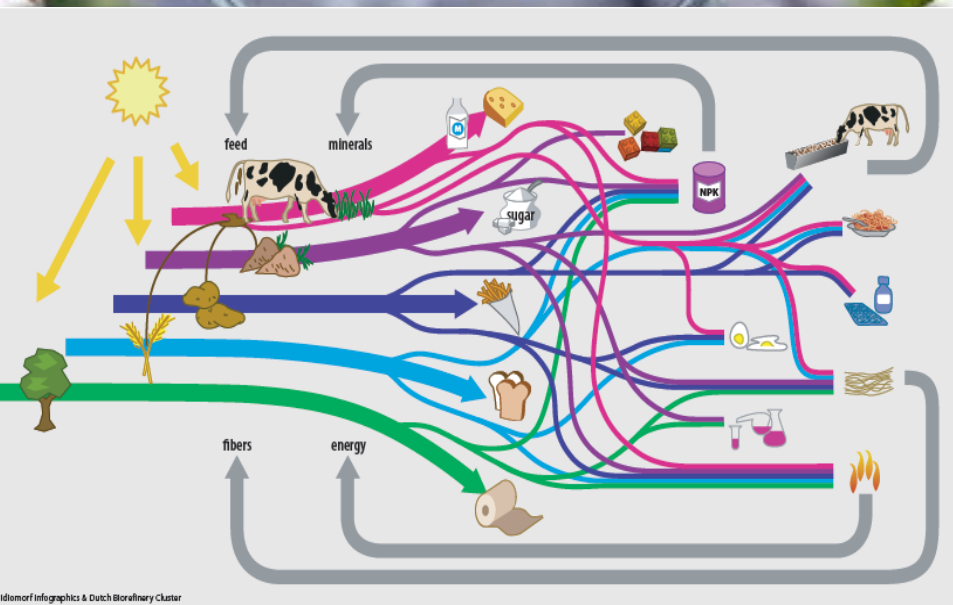 feed
minerals
M
NPK
sugar
fibers
energy
Idiomorf Infographics & Dutch Biorefinery Cluster